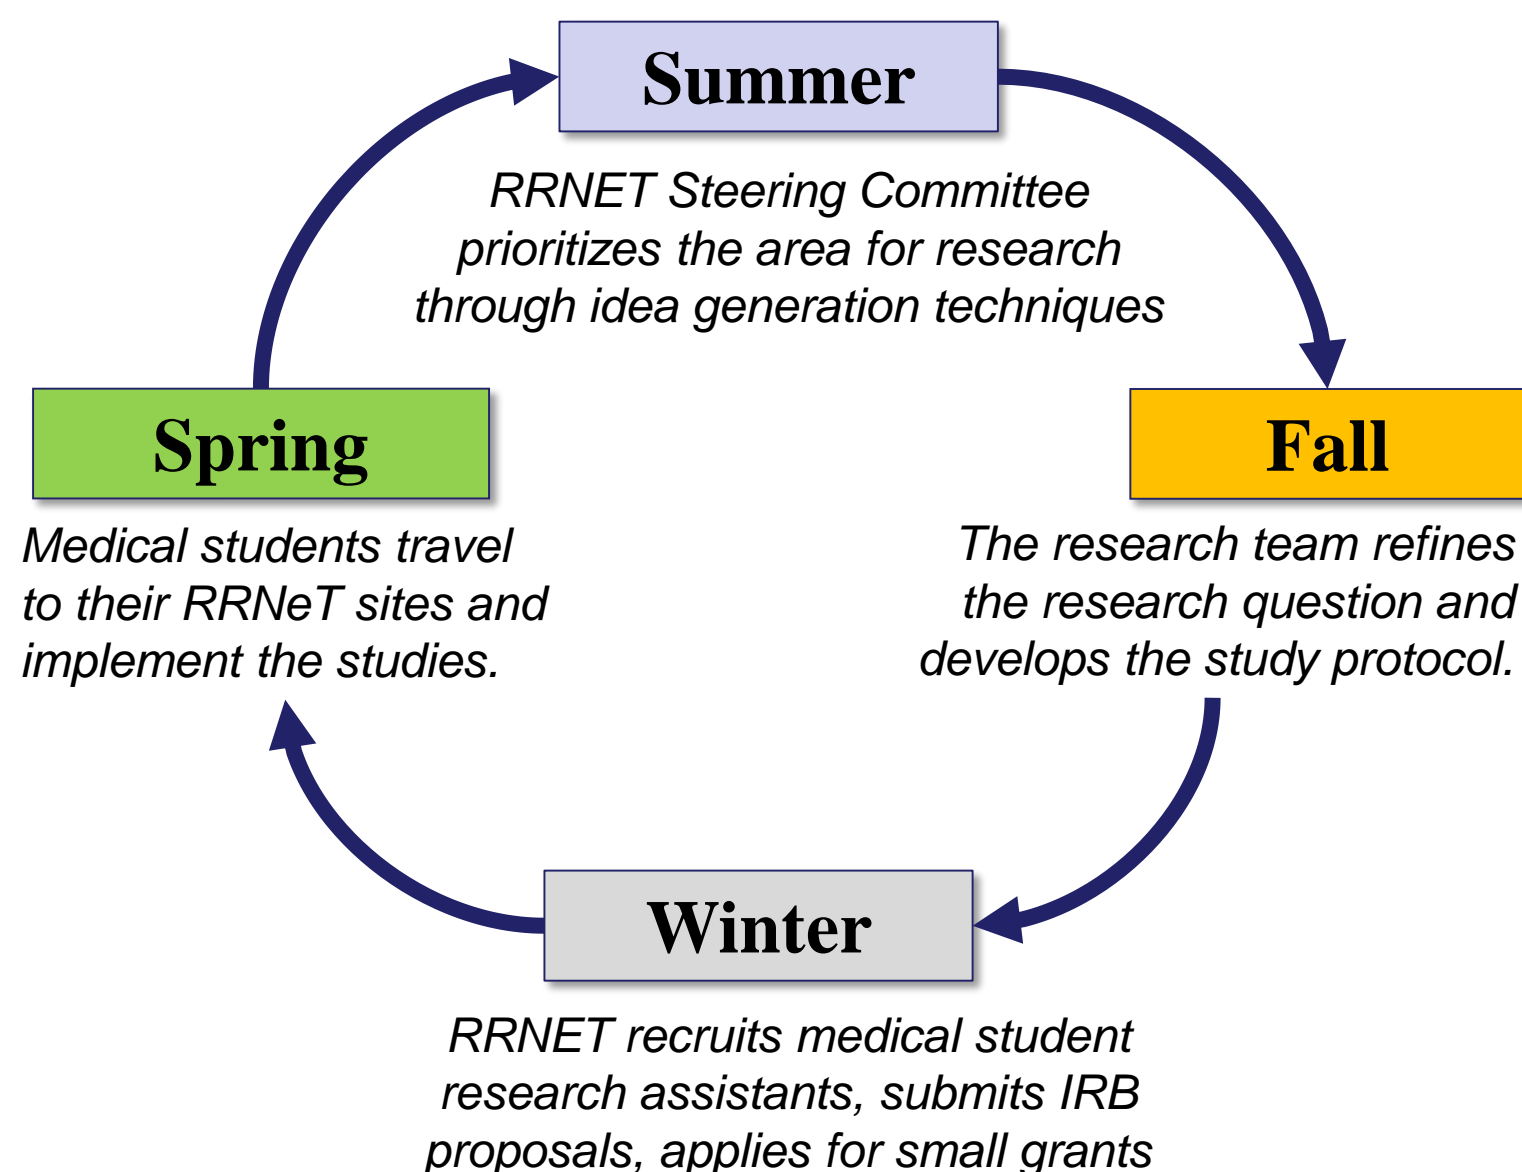 Summer
RRNET Steering Committee
prioritizes the area for research
through idea generation techniques
Spring
Medical students travel
to their RRNeT sites and
implement the studies.
Fall
The research team refines
the research question and
develops the study protocol.
Winter
RRNET recruits medical student
research assistants, submits IRB
proposals, applies for small grants